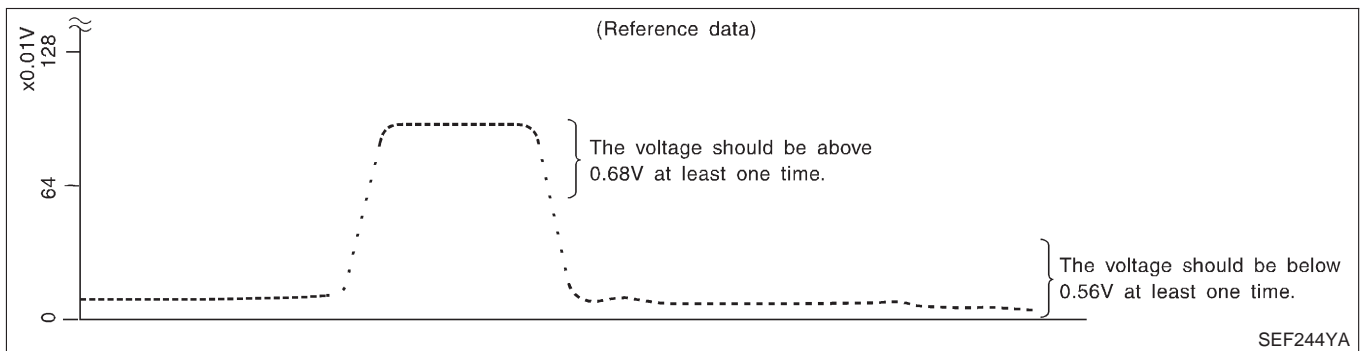 (Reference data)
x0.01V
128
64
0
The voltage should be above
0.68V at least one time.
The voltage should be below
0.56V at least one time.
SEF244YA